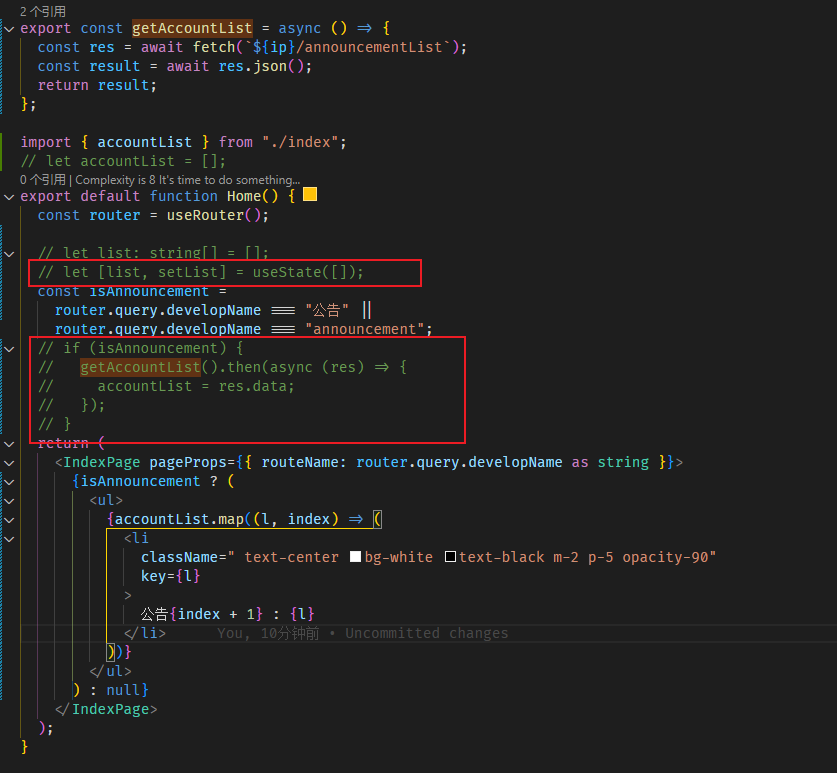 2 个引用
export const getAccountList = async () => {
  const res = await fetch(`${ip}/announcementList`);
  const result = await res.json();
  return result;
};
import { accountList } from "./index";
// let accountList = [];
0 个引用 | Complexity is 8 It's time to do something...
export default function Home() {
  const router = useRouter();
  // let list: string[] = [];
  // let [list, setList] = useState([]);
  const isAnnouncement =
    router.query.developName === "公告" ||
    router.query.developName === "announcement";
  // if (isAnnouncement) {
  //   getAccountList().then(async (res) => {
  //     accountList = res.data;
  //   });
  // }
  return (
    <IndexPage pageProps={{ routeName: router.query.developName as string }}>
      {isAnnouncement ? (
        <ul>
          {accountList.map((l, index) => (
            <li
              className=" text-center bg-white text-black m-2 p-5 opacity-90"
              key={l}
            >
              公告{index + 1} : {l}
            </li> You, 10分钟前 • Uncommitted changes
          ))}
        </ul>
      ) : null}
    </IndexPage>
  );
}